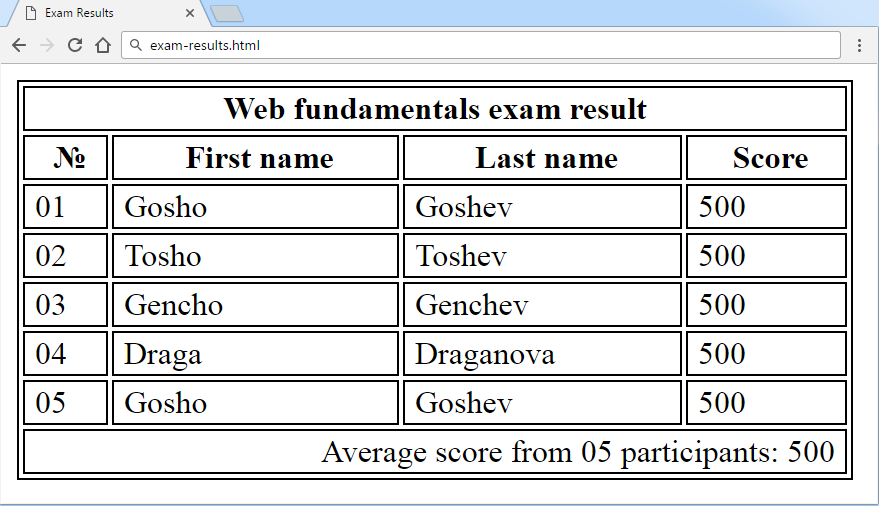 Exam Results
exam-results.html
Web fundamentals exam result
№ First name Last name Score
01 Gosho Goshev 500
02 Tosho Toshev 500
03 Gencho Genchev 500
04 Draga Draganova 500
05 Gosho Goshev 500
Average score from 05 participants: 500